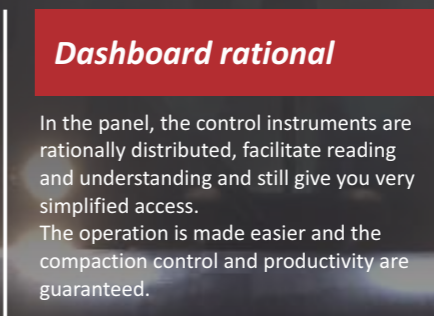 Dashboard rational
In the panel, the control instruments are
rationally distributed, facilitate reading
and understanding and still give you very
simplified access.
The operation is made easier and the
compaction control and productivity are
guaranteed.